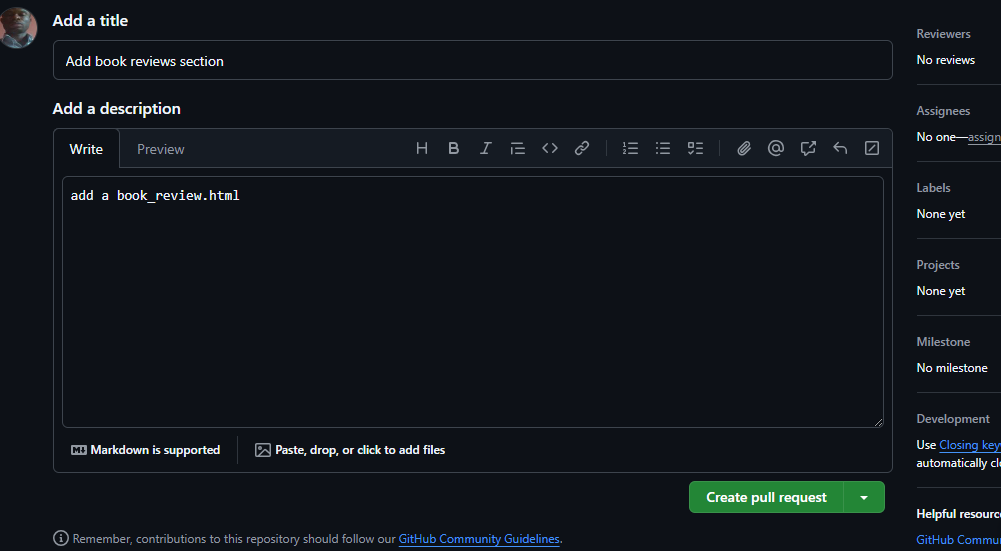 Add a title
Add book reviews section
Add a description
Write
Preview
add a book_review.html
Markdown is supported
Paste, drop, or click to add files
Create pull request
Remember, contributions to this repository should follow our GitHub Community Guidelines.
Reviewers
No reviews
Assignees
No one—assign
Labels
None yet
Projects
None yet
Milestone
No milestone
Development
Use Closing key
automatically clo
Helpful resourc
GitHub Commun